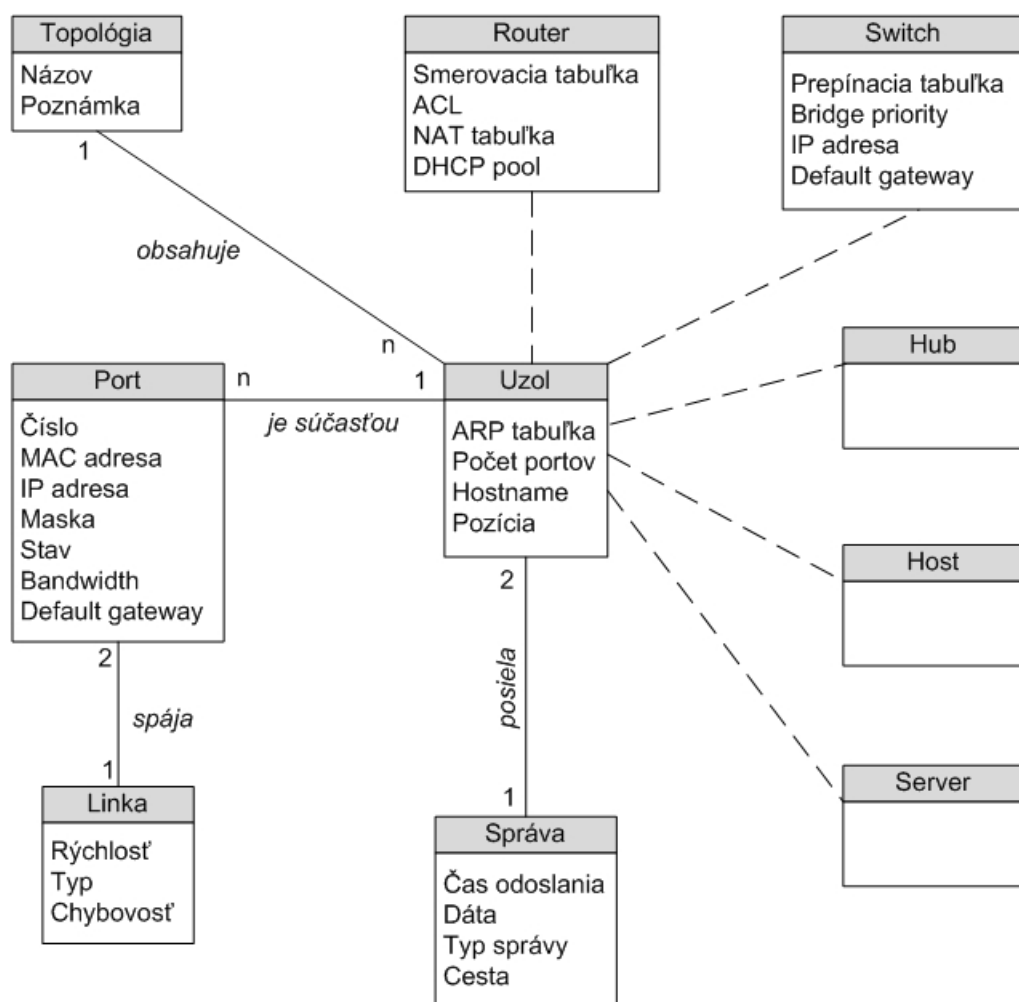 Topológia
Názov
Poznámka
Router
Smerovacia tabuľka
ACL
NAT tabuľka
DHCP pool
Switch
Prepínacia tabuľka
Bridge priority
IP adresa
Default gateway
1
obsahuje
n
Port
Číslo
MAC adresa
IP adresa
Maska
Stav
Bandwidth
Default gateway
n
1
je súčasťou
Uzol
ARP tabuľka
Počet portov
Hostname
Pozícia
Hub
Host
Server
2
spája
1
Linka
Rýchlosť
Typ
Chybovosť
2
posiela
1
Správa
Čas odoslania
Dáta
Typ správy
Cesta